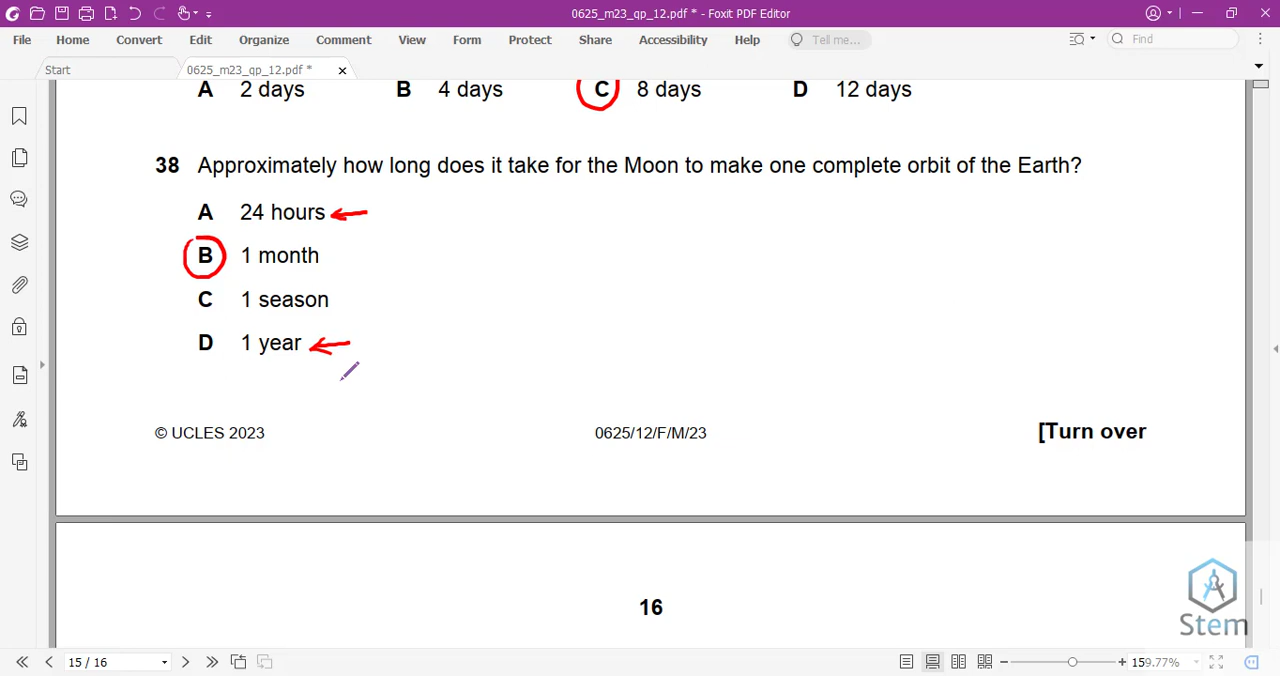 0625_m23_qp_12.pdf * - Foxit PDF Editor
File Home Convert Edit Organize Comment View Form Protect Share Accessibility Help Tell me... Find
Start 0625_m23_qp_12.pdf *
A 2 days B 4 days C 8 days D 12 days
38 Approximately how long does it take for the Moon to make one complete orbit of the Earth?
A 24 hours
B 1 month
C 1 season
D 1 year
© UCLES 2023 0625/12/F/M/23 [Turn over
16
Stem
15 / 16 159.77%